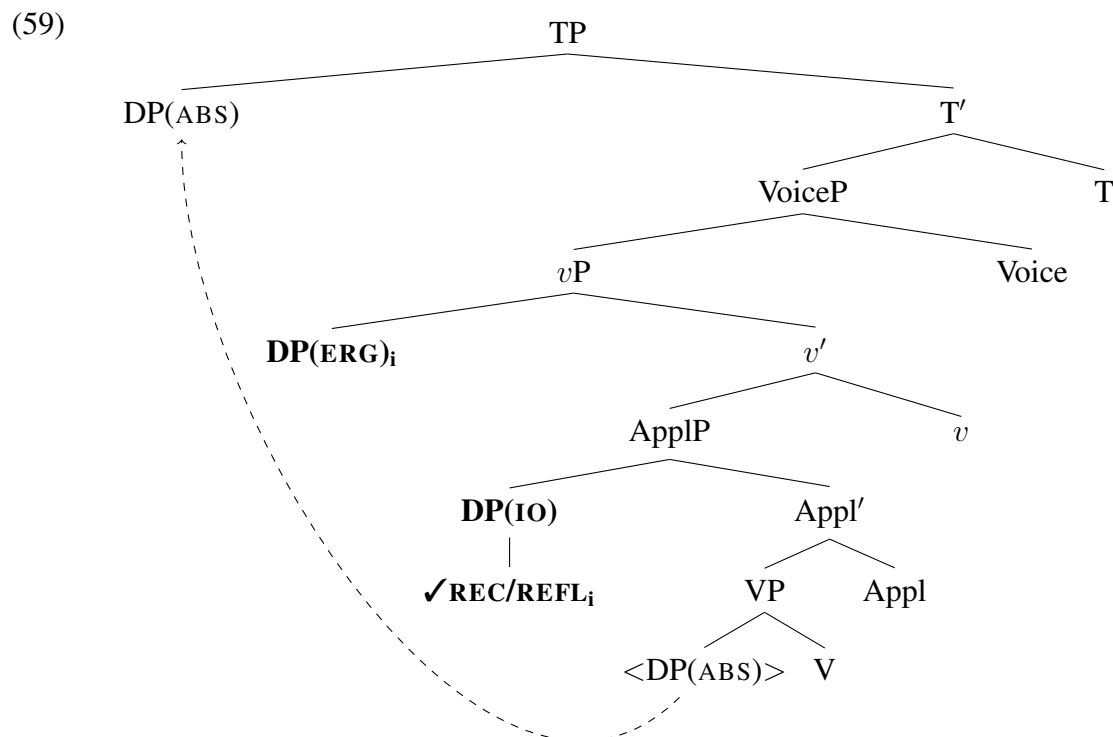 (59)
TP
DP(ABS) T′
VoiceP T
vP Voice
DP(ERG)i v′
ApplP v
DP(IO) Appl′
✓REC/REFLi VP Appl
<DP(ABS)> V